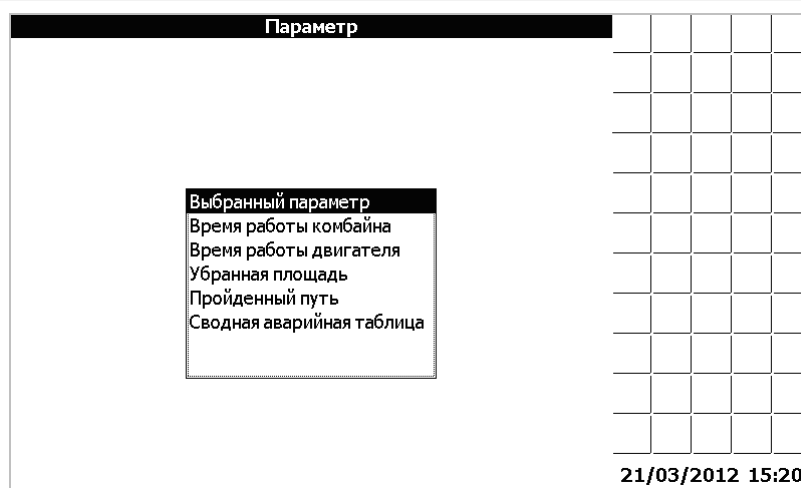 Параметр
Выбранный параметр
Время работы комбайна
Время работы двигателя
Убранная площадь
Пройденный путь
Сводная аварийная таблица
21/03/2012 15:20